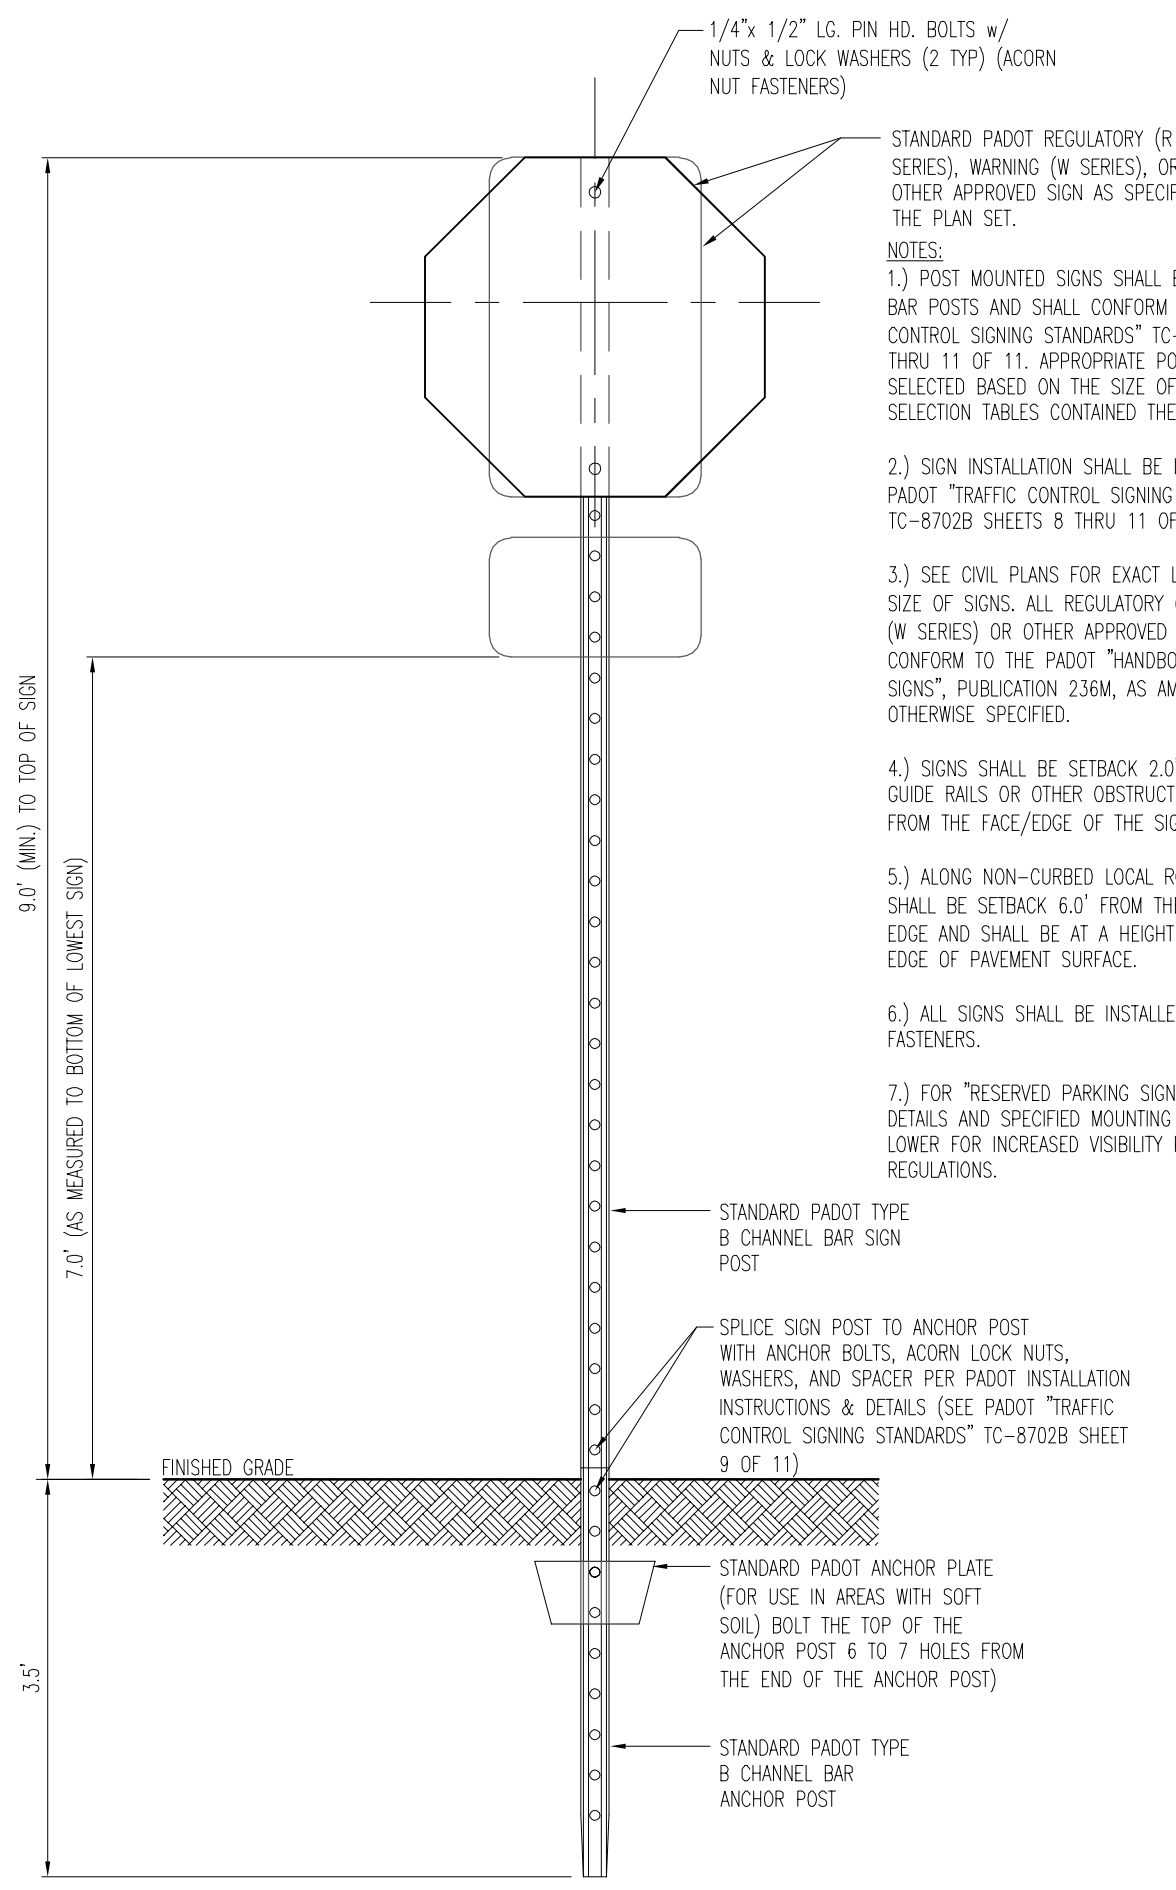 1/4"x 1/2" LG. PIN HD. BOLTS w/
NUTS & LOCK WASHERS (2 TYP) (ACORN
NUT FASTENERS)
STANDARD PADOT REGULATORY (R
SERIES), WARNING (W SERIES), OR
OTHER APPROVED SIGN AS
THE PLAN SET.
NOTES:
1.) POST MOUNTED SIGNS SHALL
BAR POSTS AND SHALL CONFORM
CONTROL SIGNING STANDARDS" TC-
THRU 11 OF 11. APPROPRIATE
SELECTED BASED ON THE SIZE OF
SELECTION TABLES CONTAINED
2.) SIGN INSTALLATION SHALL BE
PADOT "TRAFFIC CONTROL SIGNING
TC-8702B SHEETS 8 THRU 11
3.) SEE CIVIL PLANS FOR EXACT
SIZE OF SIGNS. ALL REGULATORY
(W SERIES) OR OTHER APPROVED
CONFORM TO THE PADOT
SIGNS", PUBLICATION 236M, AS
OTHERWISE SPECIFIED.
4.) SIGNS SHALL BE SETBACK 2.0'
GUIDE RAILS OR OTHER
FROM THE FACE/EDGE OF THE
5.) ALONG NON-CURBED LOCAL
SHALL BE SETBACK 6.0' FROM
EDGE AND SHALL BE AT A HEIGHT
EDGE OF PAVEMENT SURFACE.
6.) ALL SIGNS SHALL BE
FASTENERS.
7.) FOR "RESERVED PARKING SIGN
DETAILS AND SPECIFIED MOUNTING
LOWER FOR INCREASED VISIBILITY
REGULATIONS.
9.0' (MIN.) TO TOP OF SIGN
7.0' (AS MEASURED TO BOTTOM OF LOWEST SIGN)
STANDARD PADOT TYPE
B CHANNEL BAR SIGN
POST
SPLICE SIGN POST TO ANCHOR POST
WITH ANCHOR BOLTS, ACORN LOCK NUTS,
WASHERS, AND SPACER PER PADOT INSTALLATION
INSTRUCTIONS & DETAILS (SEE PADOT "TRAFFIC
CONTROL SIGNING STANDARDS" TC-8702B SHEET
9 OF 11)
FINISHED GRADE
STANDARD PADOT ANCHOR PLATE
(FOR USE IN AREAS WITH SOFT
SOIL) BOLT THE TOP OF THE
ANCHOR POST 6 TO 7 HOLES FROM
THE END OF THE ANCHOR POST)
3.5'
STANDARD PADOT TYPE
B CHANNEL BAR
ANCHOR POST